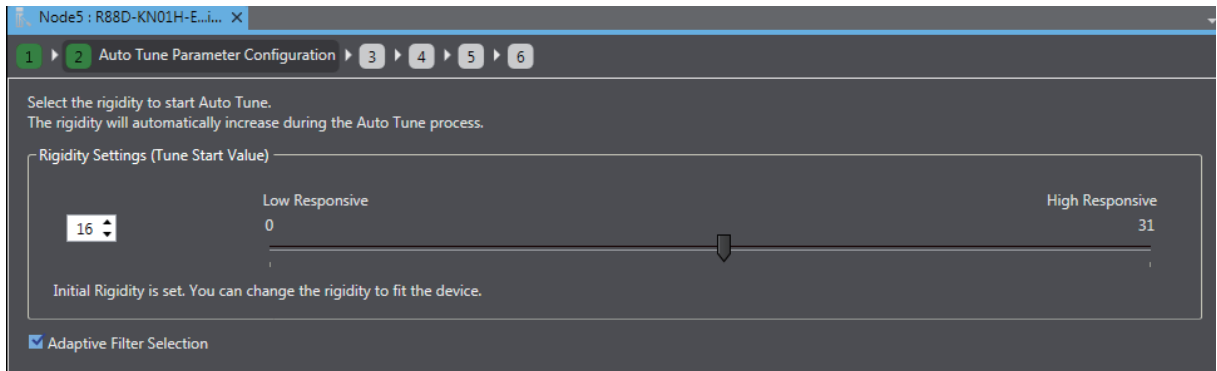 Node5 : R88D-KN01H-E...i... ×
1 2 Auto Tune Parameter Configuration 3 4 5 6
Select the rigidity to start Auto Tune.
The rigidity will automatically increase during the Auto Tune process.
Rigidity Settings (Tune Start Value)
Low Responsive High Responsive
16 0 31
Initial Rigidity is set. You can change the rigidity to fit the device.
Adaptive Filter Selection